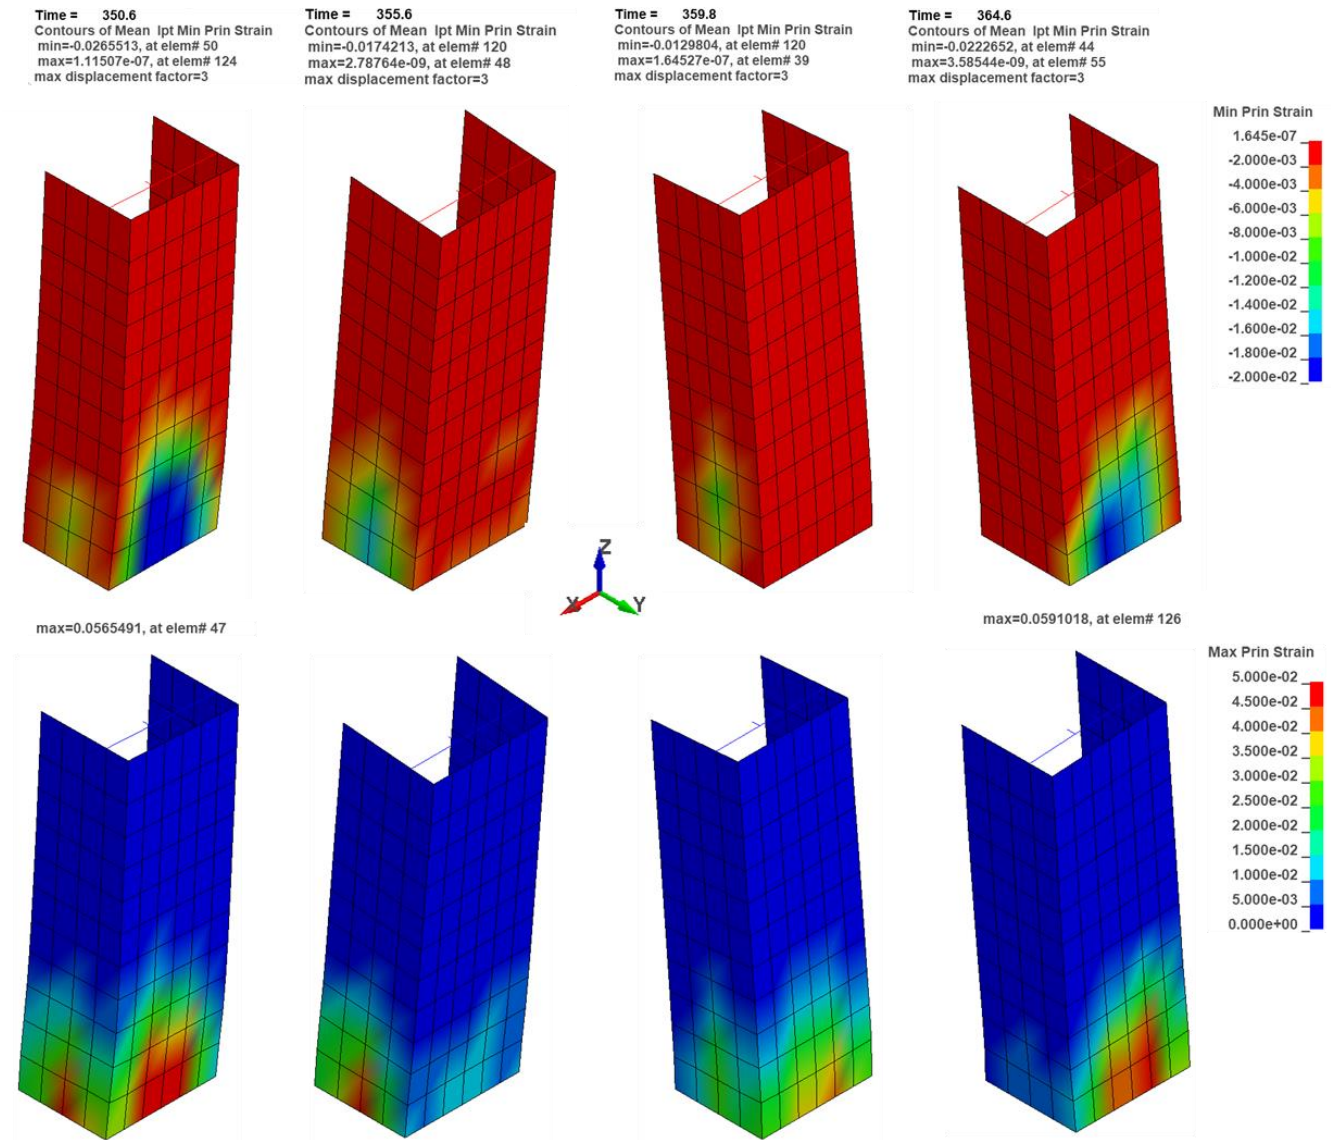 Time = 350.6
Contours of Mean Ipt Min Prin Strain
min=-0.0265513, at elem# 50
max=1.11507e-07, at elem# 124
max displacement factor=3
Time = 355.6
Contours of Mean Ipt Min Prin Strain
min=-0.0174213, at elem# 120
max=2.78764e-09, at elem# 48
max displacement factor=3
Time = 359.8
Contours of Mean Ipt Min Prin Strain
min=-0.0129804, at elem# 120
max=1.64527e-07, at elem# 39
max displacement factor=3
Time = 364.6
Contours of Mean Ipt Min Prin Strain
min=-0.0222652, at elem# 44
max=3.58544e-09, at elem# 55
max displacement factor=3
Min Prin Strain
1.645e-07
-2.000e-03
-4.000e-03
-6.000e-03
-8.000e-03
-1.000e-02
-1.200e-02
-1.400e-02
-1.600e-02
-1.800e-02
-2.000e-02
Z
X
Y
max=0.0565491, at elem# 47
max=0.0591018, at elem# 126
Max Prin Strain
5.000e-02
4.500e-02
4.000e-02
3.500e-02
3.000e-02
2.500e-02
2.000e-02
1.500e-02
1.000e-02
5.000e-03
0.000e+00